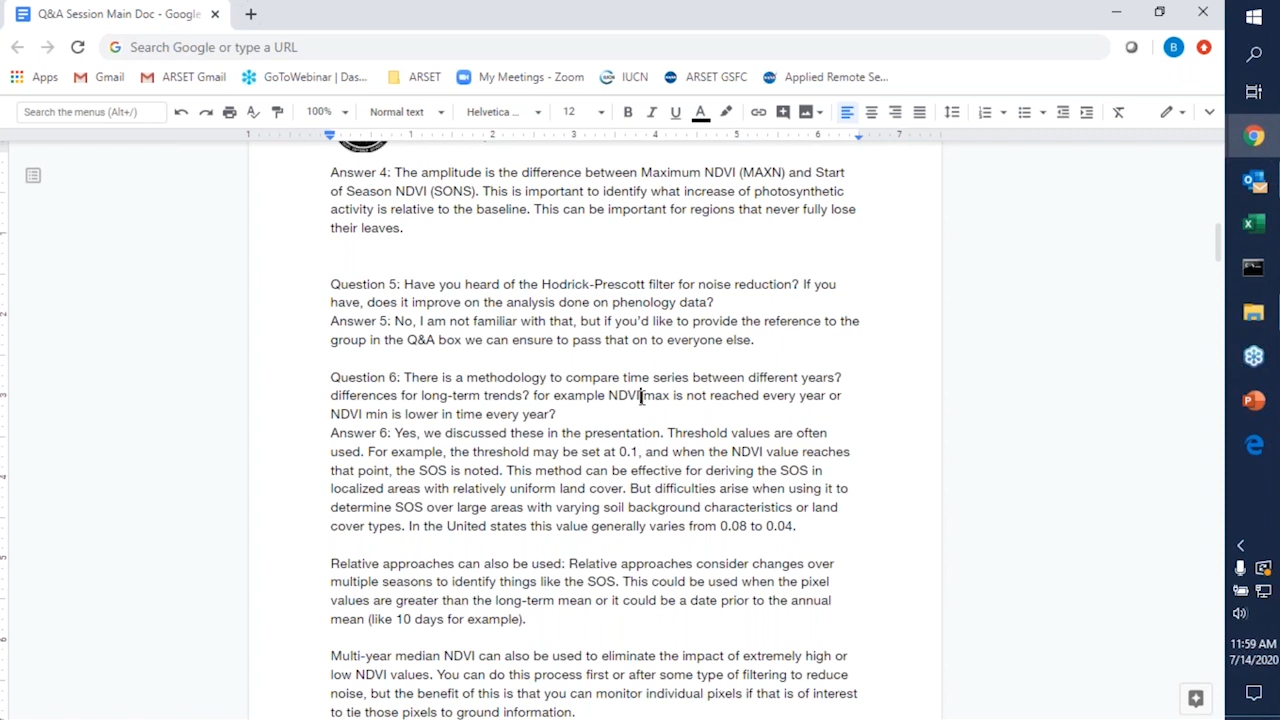 Q&A Session Main Doc - Google
Search Google or type a URL
B
Apps
Gmail
ARSET Gmail
GoToWebinar | Das...
ARSET
My Meetings - Zoom
IUCN
ARSET GSFC
Applied Remote Se...
Search the menus (Alt+/)
100%
Normal text
Helvetica ...
12
B I U A
1 1 2 3 4 5 6 7
Answer 4: The amplitude is the difference between Maximum NDVI (MAXN) and Start
of Season NDVI (SONS). This is important to identify what increase of photosynthetic
activity is relative to the baseline. This can be important for regions that never fully lose
their leaves.
Question 5: Have you heard of the Hodrick-Prescott filter for noise reduction? If you
have, does it improve on the analysis done on phenology data?
Answer 5: No, I am not familiar with that, but if you'd like to provide the reference to the
group in the Q&A box we can ensure to pass that on to everyone else.
Question 6: There is a methodology to compare time series between different years?
differences for long-term trends? for example NDVI max is not reached every year or
NDVI min is lower in time every year?
Answer 6: Yes, we discussed these in the presentation. Threshold values are often
used. For example, the threshold may be set at 0.1, and when the NDVI value reaches
that point, the SOS is noted. This method can be effective for deriving the SOS in
localized areas with relatively uniform land cover. But difficulties arise when using it to
determine SOS over large areas with varying soil background characteristics or land
cover types. In the United states this value generally varies from 0.08 to 0.04.
Relative approaches can also be used: Relative approaches consider changes over
multiple seasons to identify things like the SOS. This could be used when the pixel
values are greater than the long-term mean or it could be a date prior to the annual
mean (like 10 days for example).
Multi-year median NDVI can also be used to eliminate the impact of extremely high or
low NDVI values. You can do this process first or after some type of filtering to reduce
noise, but the benefit of this is that you can monitor individual pixels if that is of interest
to tie those pixels to ground information.
11:59 AM
7/14/2020